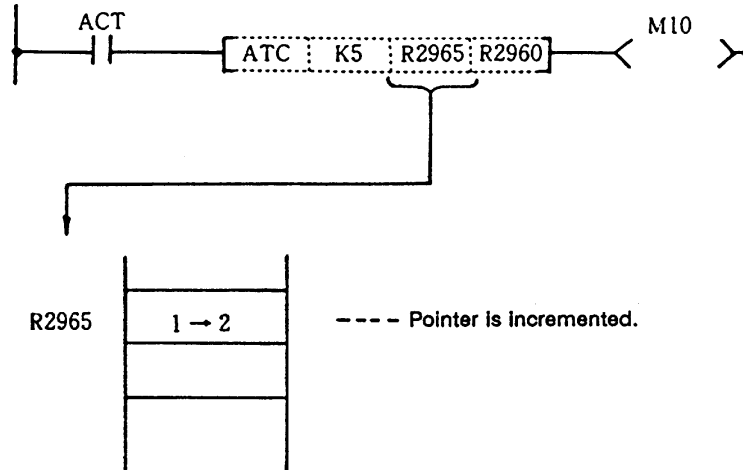 ACT
ATC K5 R2965 R2960 M10
R2965 1 → 2 ---- Pointer is incremented.